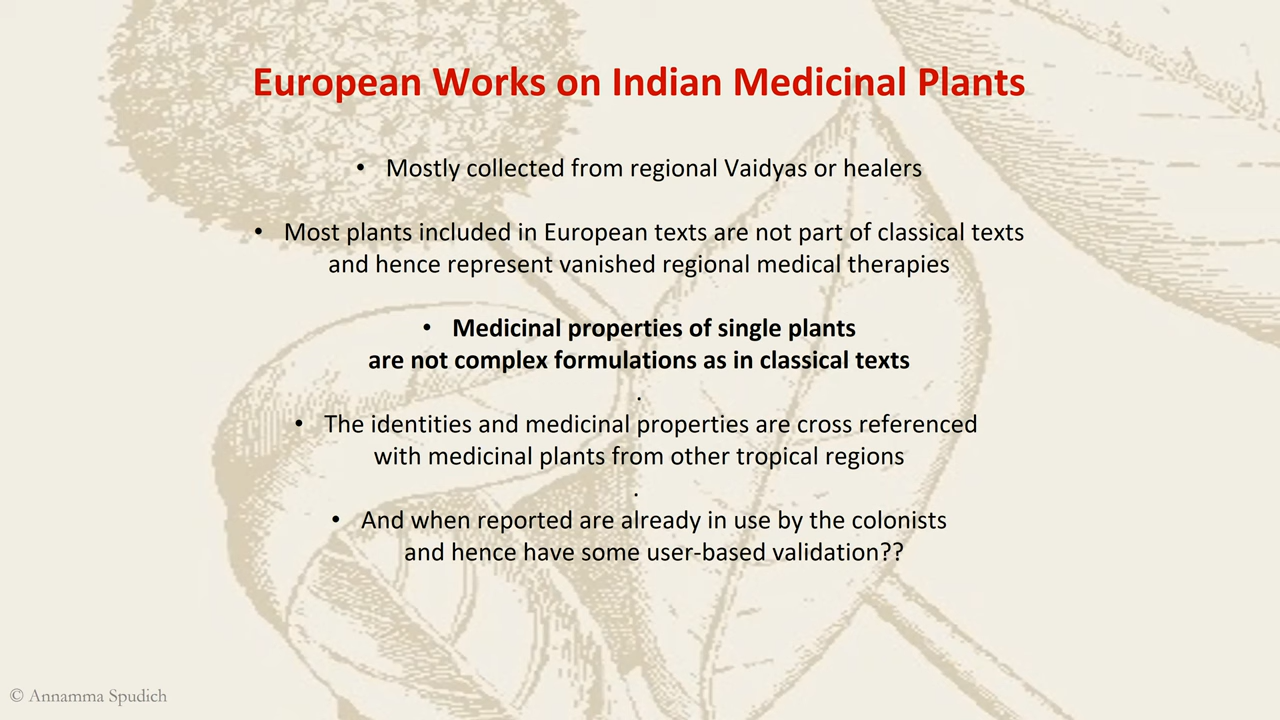 European Works on Indian Medicinal Plants
• Mostly collected from regional Vaidyas or healers
• Most plants included in European texts are not part of classical texts
and hence represent vanished regional medical therapies
• Medicinal properties of single plants
are not complex formulations as in classical texts
.
• The identities and medicinal properties are cross referenced
with medicinal plants from other tropical regions
.
• And when reported are already in use by the colonists
and hence have some user-based validation??
© Annamma Spudich